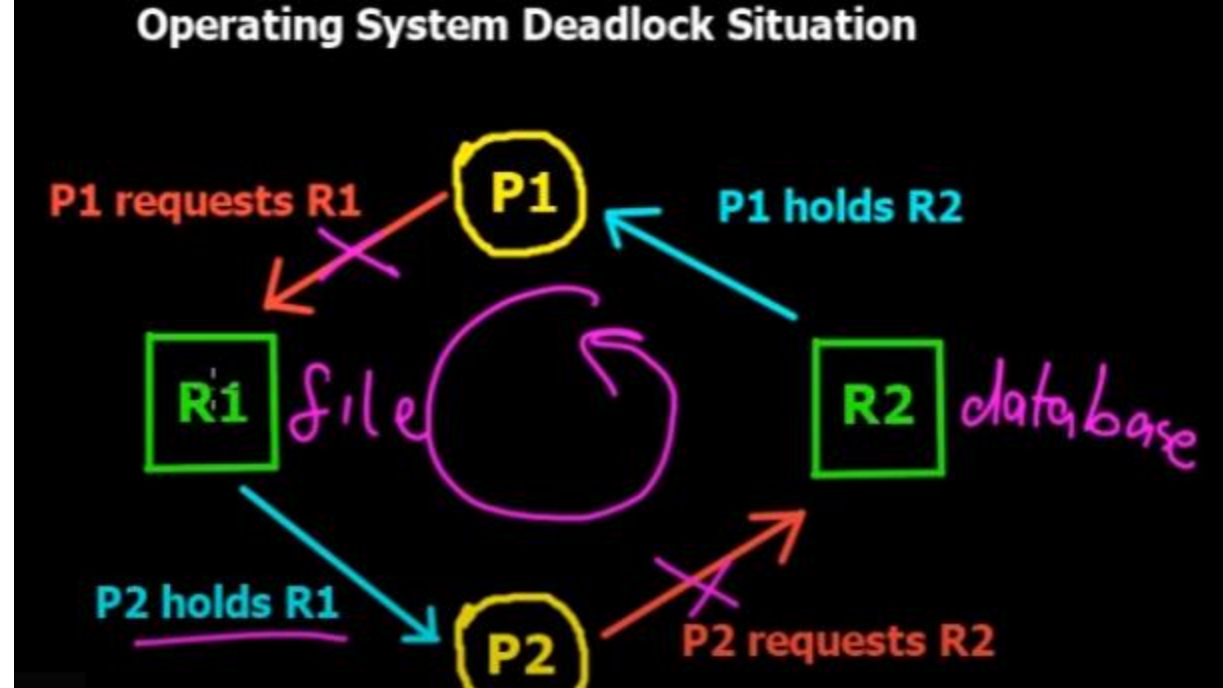 Operating System Deadlock Situation
P1
P1 requests R1
P1 holds R2
R1
file
R2
database
P2 holds R1
P2
P2 requests R2